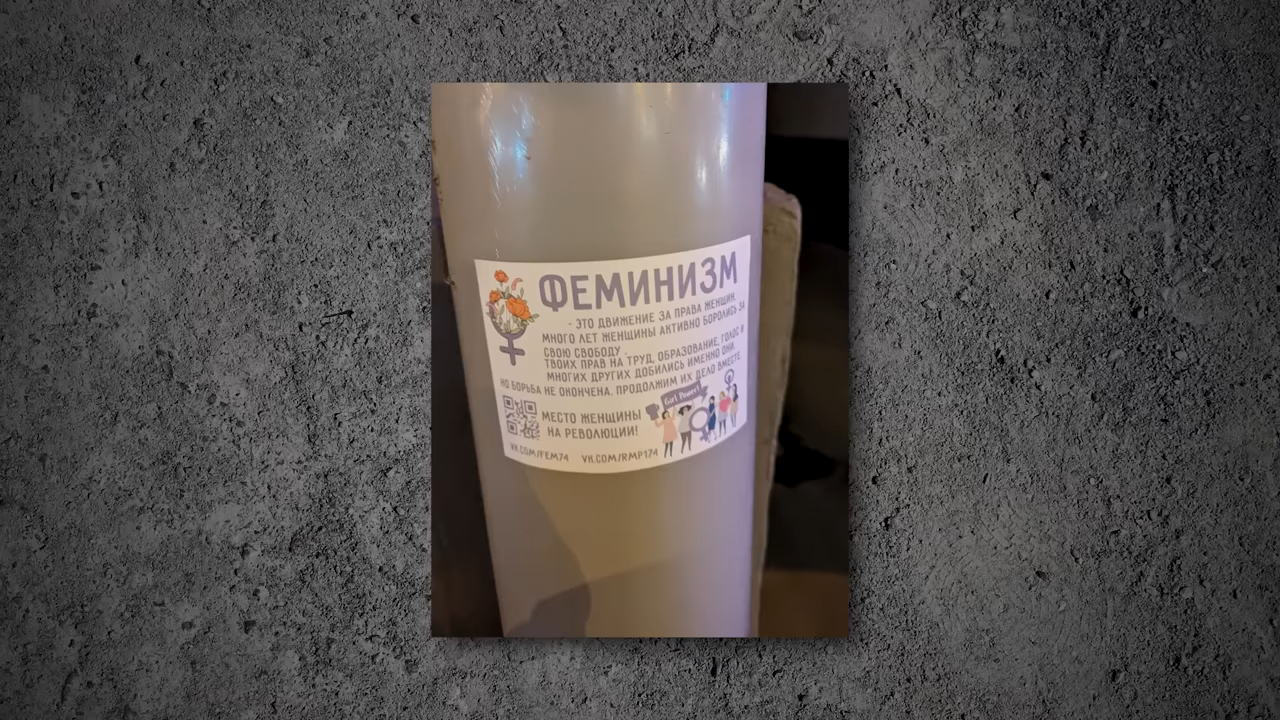 ФЕМИНИЗМ
- ЭТО ДВИЖЕНИЕ ЗА ПРАВА ЖЕНЩИН.
МНОГО ЛЕТ ЖЕНЩИНЫ АКТИВНО БОРОЛИСЬ ЗА
СВОЮ СВОБОДУ.
ТВОИХ ПРАВ НА ТРУД, ОБРАЗОВАНИЕ, ГОЛОС И
МНОГИХ ДРУГИХ ДОБИЛИСЬ ИМЕННО ОНИ.
НО БОРЬБА НЕ ОКОНЧЕНА. ПРОДОЛЖИМ ИХ ДЕЛО ВМЕСТЕ
Girl Power!
МЕСТО ЖЕНЩИНЫ
НА РЕВОЛЮЦИИ!
VK.COM/FEM74 VK.COM/RMP174